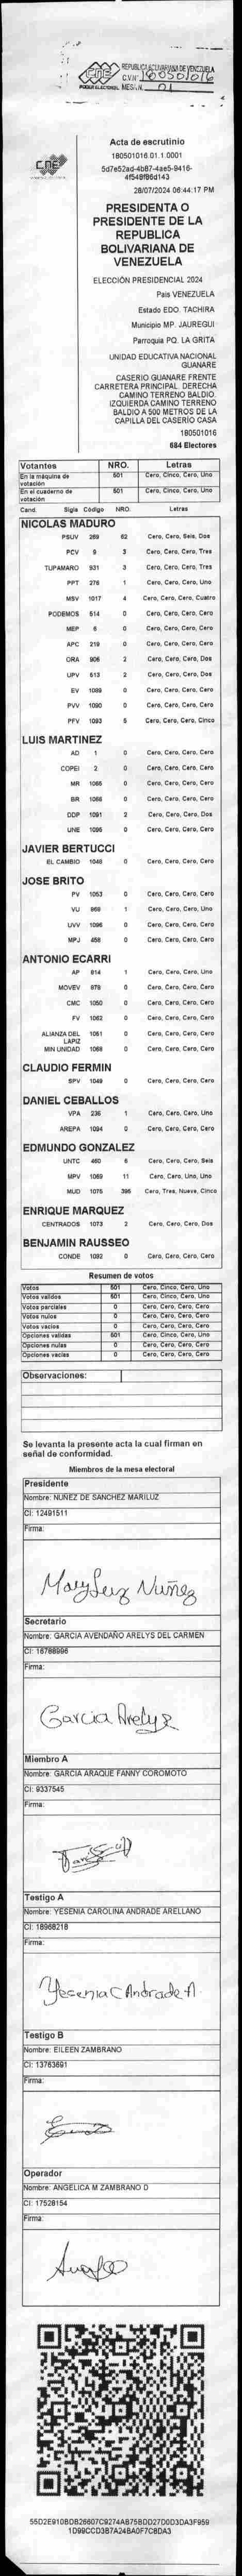 CNE
PODER ELECTORAL
REPUBLICA BOLIVARIANA DE VENEZUELA
C.V.Nº 180501016
MESA Nº 01
CNE
Acta de escrutinio
180501016.01.1.0001
5d7e52ad-4b87-4ae5-9416-
4f548f86d143
28/07/2024 06:44:17 PM
PRESIDENTA O
PRESIDENTE DE LA
REPUBLICA
BOLIVARIANA DE
VENEZUELA
ELECCIÓN PRESIDENCIAL 2024
País VENEZUELA
Estado EDO. TACHIRA
Municipio MP. JAUREGUI
Parroquia PQ. LA GRITA
UNIDAD EDUCATIVA NACIONAL
GUANARE
CASERIO GUANARE FRENTE
CARRETERA PRINCIPAL. DERECHA
CAMINO TERRENO BALDIO.
IZQUIERDA CAMINO TERRENO
BALDIO A 500 METROS DE LA
CAPILLA DEL CASERIO CASA
180501016
684 Electores
Votantes NRO. Letras
En la máquina de votación 501 Cero, Cinco, Cero, Uno
En el cuaderno de votación 501 Cero, Cinco, Cero, Uno
Cand. Sigla Código NRO. Letras
NICOLAS MADURO
PSUV 269 62 Cero, Cero, Seis, Dos
PCV 9 3 Cero, Cero, Cero, Tres
TUPAMARO 931 3 Cero, Cero, Cero, Tres
PPT 276 1 Cero, Cero, Cero, Uno
MSV 1017 4 Cero, Cero, Cero, Cuatro
PODEMOS 514 0 Cero, Cero, Cero, Cero
MEP 6 0 Cero, Cero, Cero, Cero
APC 219 0 Cero, Cero, Cero, Cero
ORA 906 2 Cero, Cero, Cero, Dos
UPV 513 2 Cero, Cero, Cero, Dos
EV 1089 0 Cero, Cero, Cero, Cero
PVV 1090 0 Cero, Cero, Cero, Cero
PFV 1093 5 Cero, Cero, Cero, Cinco
LUIS MARTINEZ
AD 1 0 Cero, Cero, Cero, Cero
COPEI 2 0 Cero, Cero, Cero, Cero
MR 1065 0 Cero, Cero, Cero, Cero
BR 1066 0 Cero, Cero, Cero, Cero
DDP 1091 2 Cero, Cero, Cero, Dos
UNE 1095 0 Cero, Cero, Cero, Cero
JAVIER BERTUCCI
EL CAMBIO 1048 0 Cero, Cero, Cero, Cero
JOSE BRITO
PV 1053 0 Cero, Cero, Cero, Cero
VU 969 1 Cero, Cero, Cero, Uno
UVV 1096 0 Cero, Cero, Cero, Cero
MPJ 458 0 Cero, Cero, Cero, Cero
ANTONIO ECARRI
AP 914 1 Cero, Cero, Cero, Uno
MOVEV 979 0 Cero, Cero, Cero, Cero
CMC 1050 0 Cero, Cero, Cero, Cero
FV 1062 0 Cero, Cero, Cero, Cero
ALIANZA DEL LAPIZ 1051 0 Cero, Cero, Cero, Cero
MIN UNIDAD 1068 0 Cero, Cero, Cero, Cero
CLAUDIO FERMIN
SPV 1049 0 Cero, Cero, Cero, Cero
DANIEL CEBALLOS
VPA 236 1 Cero, Cero, Cero, Uno
AREPA 1094 0 Cero, Cero, Cero, Cero
EDMUNDO GONZALEZ
UNTC 460 6 Cero, Cero, Cero, Seis
MPV 1069 11 Cero, Cero, Uno, Uno
MUD 1075 395 Cero, Tres, Nueve, Cinco
ENRIQUE MARQUEZ
CENTRADOS 1073 2 Cero, Cero, Cero, Dos
BENJAMIN RAUSSEO
CONDE 1092 0 Cero, Cero, Cero, Cero
Resumen de votos
Votos 501 Cero, Cinco, Cero, Uno
Votos validos 501 Cero, Cinco, Cero, Uno
Votos parciales 0 Cero, Cero, Cero, Cero
Votos nulos 0 Cero, Cero, Cero, Cero
Votos vacios 0 Cero, Cero, Cero, Cero
Opciones validas 501 Cero, Cinco, Cero, Uno
Opciones nulas 0 Cero, Cero, Cero, Cero
Opciones vacias 0 Cero, Cero, Cero, Cero
Observaciones:
Se levanta la presente acta la cual firman en
señal de conformidad.
Miembros de la mesa electoral
Presidente
Nombre: NUÑEZ DE SANCHEZ MARILUZ
CI: 12491511
Firma:
Maryluz Nuñez
Secretario
Nombre: GARCIA AVENDAÑO ARELYS DEL CARMEN
CI: 16788996
Firma:
Garcia Arelys
Miembro A
Nombre: GARCIA ARAQUE FANNY COROMOTO
CI: 9337545
Firma:
Testigo A
Nombre: YESENIA CAROLINA ANDRADE ARELLANO
CI: 18968218
Firma:
Yesenia C Andrade A
Testigo B
Nombre: EILEEN ZAMBRANO
CI: 13763691
Firma:
Operador
Nombre: ANGELICA M ZAMBRANO D
CI: 17528154
Firma:
55D2E910BDB26607C9274AB75BDD27D0D3DA3F959
1D99CCD3B7A24BA0F7C8DA3